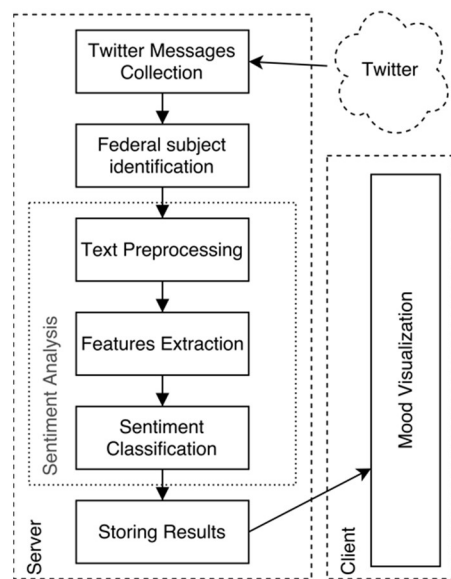 Twitter Messages
Collection
Twitter
Federal subject
identification
Text Preprocessing
Features Extraction
Sentiment
Classification
Sentiment Analysis
Storing Results
Server
Mood Visualization
Client